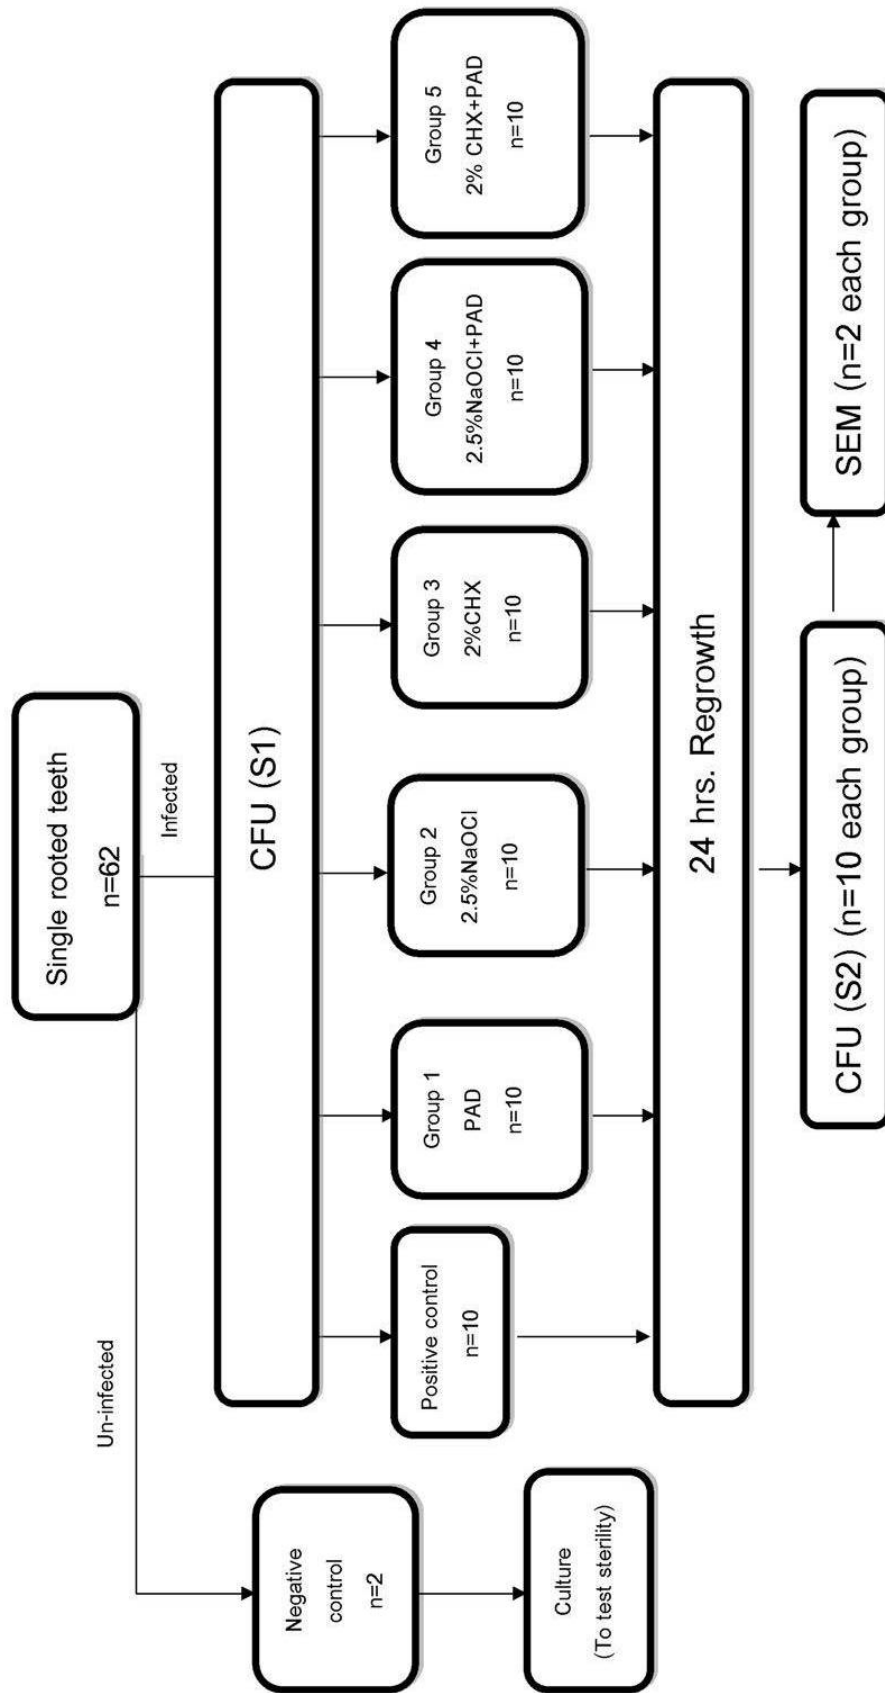 Single rooted teeth
n=62
Un-infected
Infected
Negative
control
n=2
CFU (S1)
Positive control
n=10
Group 1
PAD
n=10
Group 2
2.5%NaOCl
n=10
Group 3
2%CHX
n=10
Group 4
2.5%NaOCl+PAD
n=10
Group 5
2% CHX+PAD
n=10
Culture
(To test sterility)
24 hrs. Regrowth
CFU (S2) (n=10 each group)
SEM (n=2 each group)